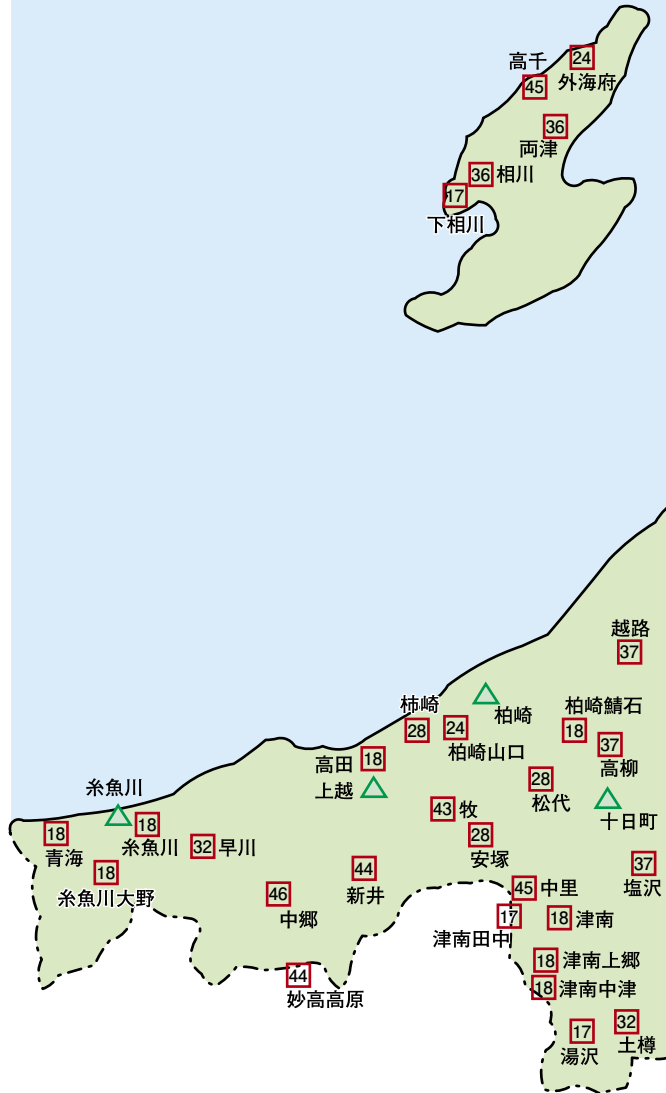 高千
24
45
外海府
36
両津
36
相川
17
下相川
越路
37
柿崎
28
24
柏崎山口
柏崎
柏崎鯖石
18
37
高柳
高田
18
上越
28
松代
十日町
糸魚川
18
青海
18
糸魚川
32
早川
43
牧
28
安塚
37
塩沢
18
糸魚川大野
46
中郷
44
新井
45
中里
17
津南田中
18
津南
44
妙高高原
18
津南上郷
18
津南中津
17
湯沢
32
土樽